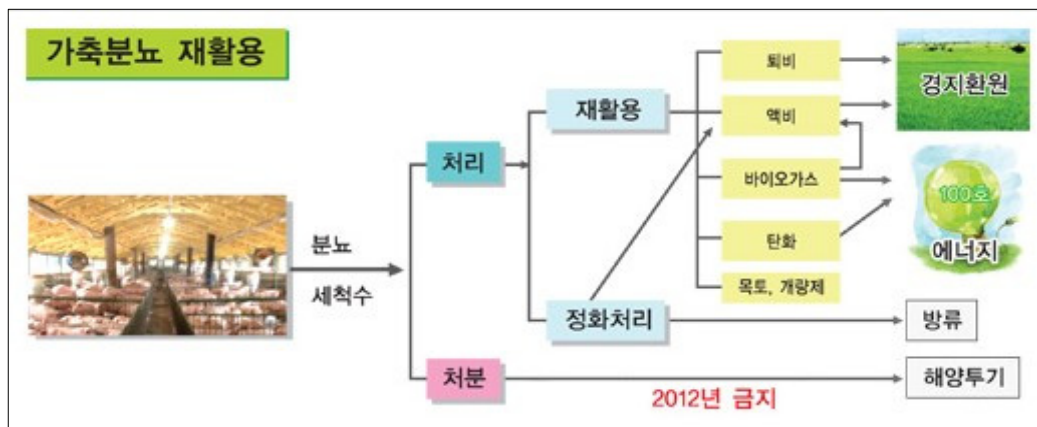 가축분뇨 재활용
분뇨
세척수
처리
처분
재활용
정화처리
퇴비
액비
바이오가스
탄화
목토, 개량제
경지환원
100호
에너지
방류
해양투기
2012년 금지